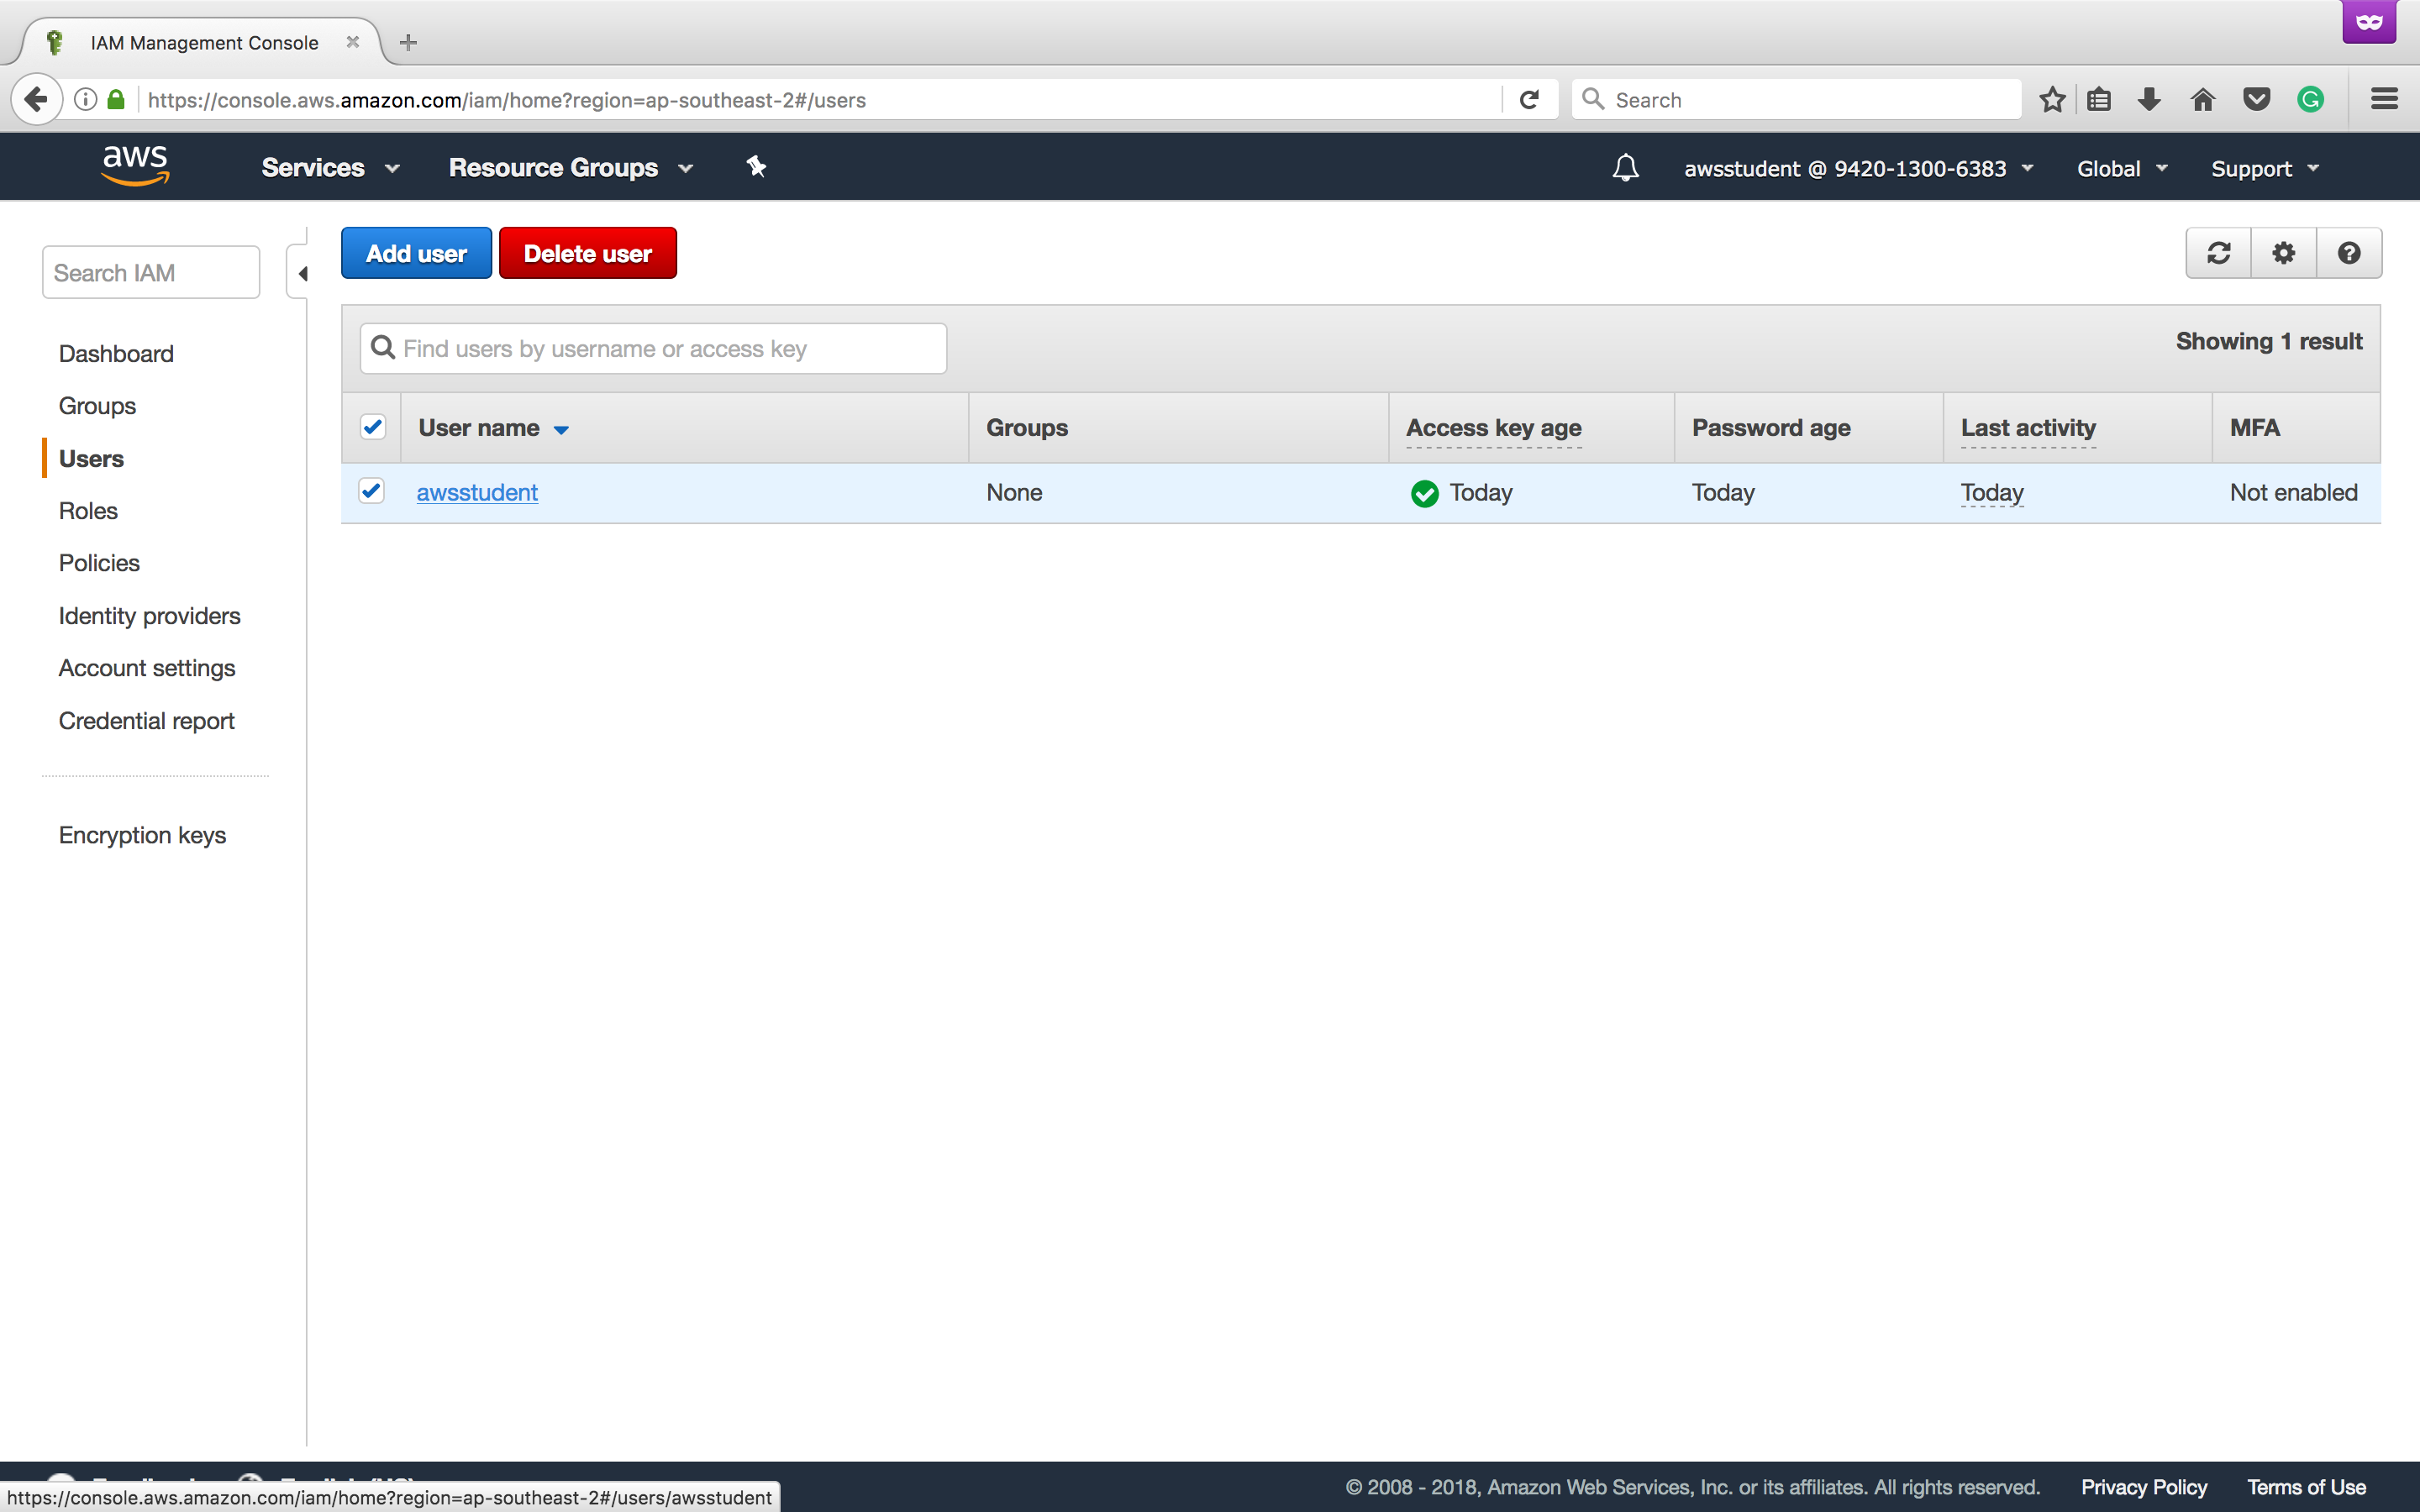 IAM Management Console
https://console.aws.amazon.com/iam/home?region=ap-southeast-2#/users
Search
aws
Services
Resource Groups
awsstudent @ 9420-1300-6383
Global
Support
Search IAM
Add user
Delete user
Dashboard
Groups
Users
Roles
Policies
Identity providers
Account settings
Credential report
Encryption keys
Find users by username or access key
Showing 1 result
User name Groups Access key age Password age Last activity MFA
awsstudent None Today Today Today Not enabled
© 2008 - 2018, Amazon Web Services, Inc. or its affiliates. All rights reserved. Privacy Policy Terms of Use
https://console.aws.amazon.com/iam/home?region=ap-southeast-2#/users/awsstudent